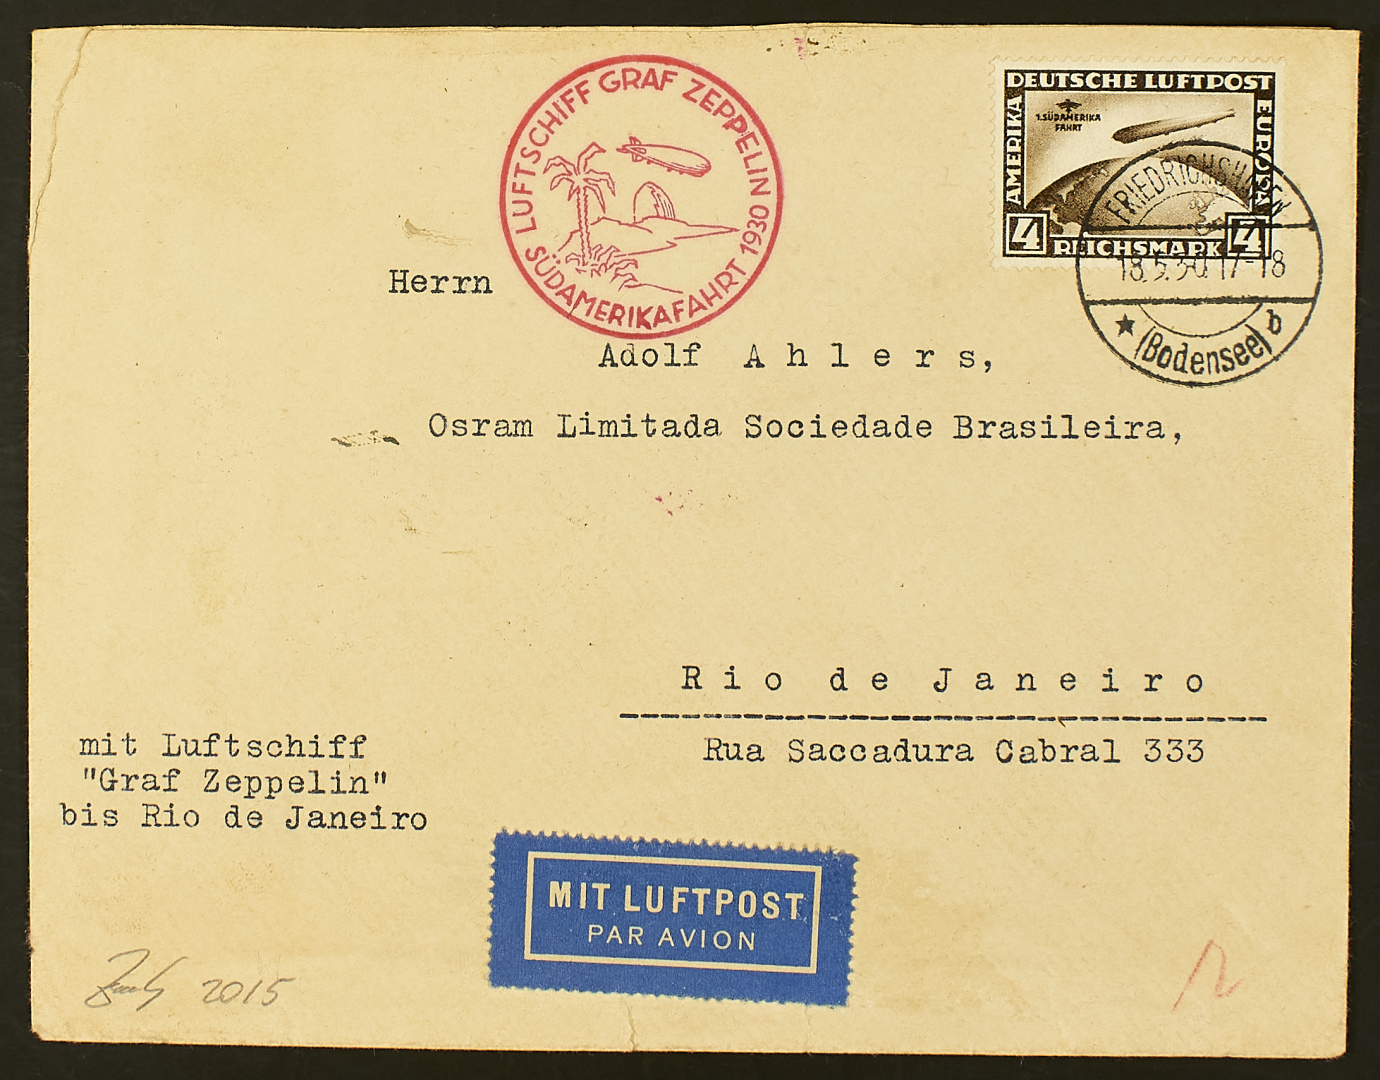 LUFTSCHIFF GRAF ZEPPELIN 1930
SÜDAMERIKAFAHRT
DEUTSCHE LUFTPOST
AMERIKA
EUROPA
1.SÜDAMERIKA
FAHRT
4 REICHSMARK 4
FRIEDRICHSHAFEN
18.5.30.17-18
(Bodensee) b
Herrn
Adolf Ahlers,
Osram Limitada Sociedade Brasileira,
Rio de Janeiro
Rua Saccadura Cabral 333
mit Luftschiff
"Graf Zeppelin"
bis Rio de Janeiro
MIT LUFTPOST
PAR AVION
2015